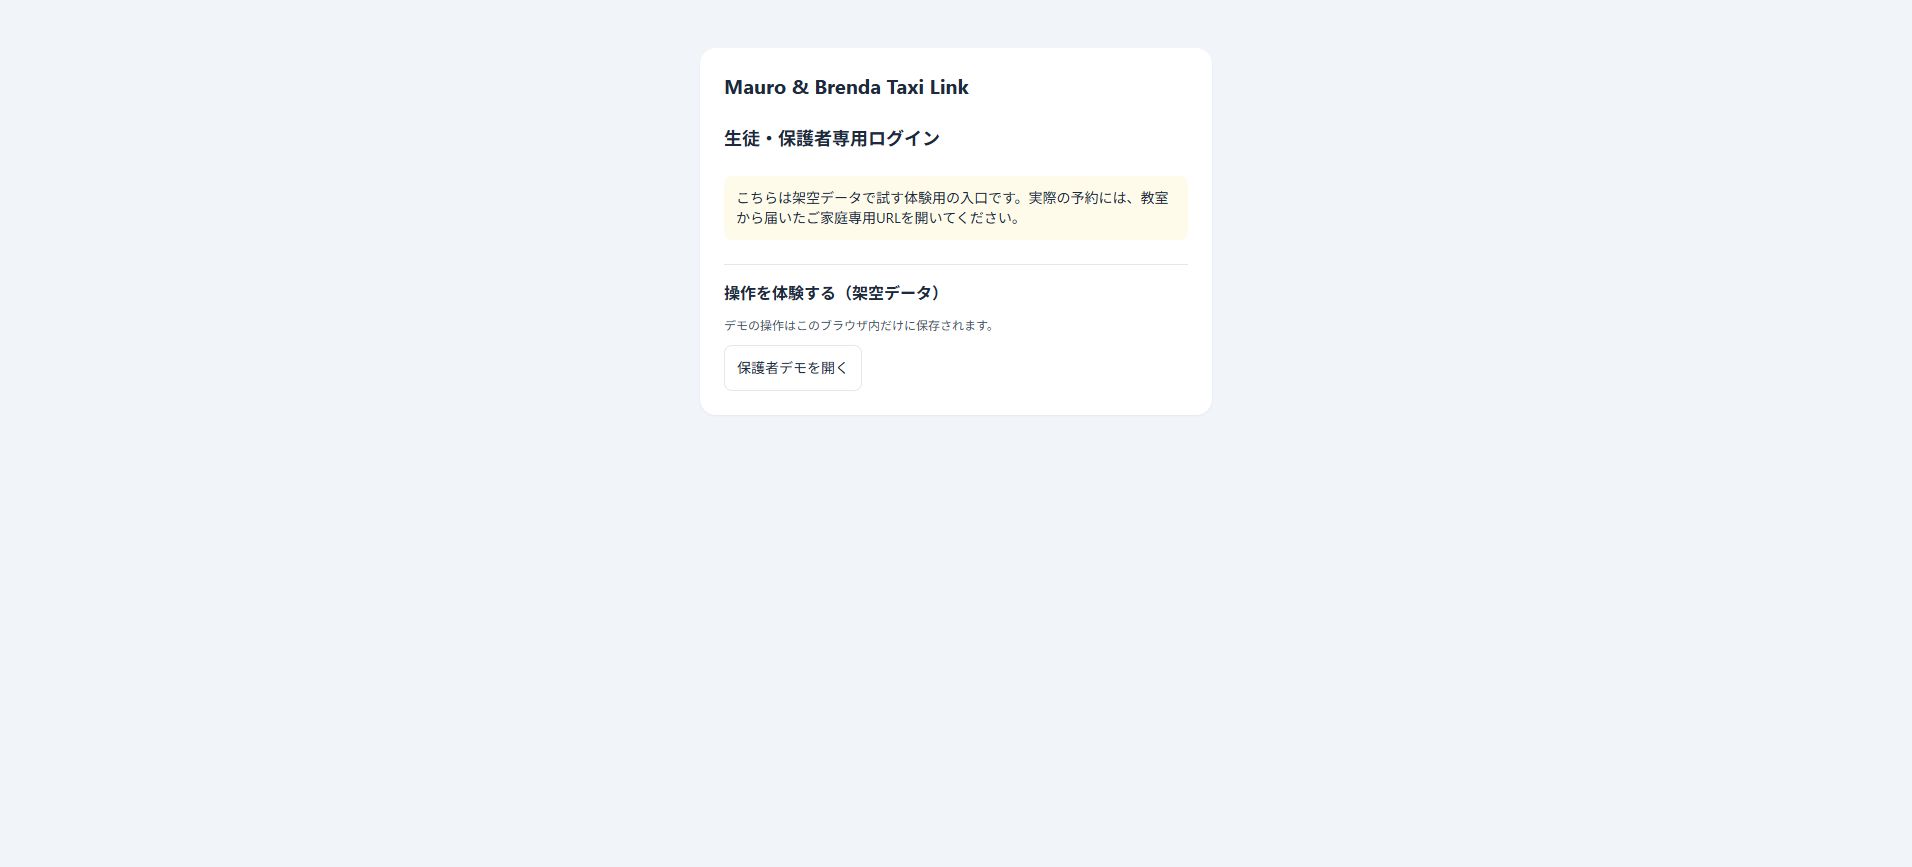 Mauro & Brenda Taxi Link
生徒・保護者専用ログイン
こちらは架空データで試す体験用の入口です。実際の予約には、教室
から届いたご家庭専用URLを開いてください。
操作を体験する（架空データ）
デモの操作はこのブラウザ内だけに保存されます。
保護者デモを開く